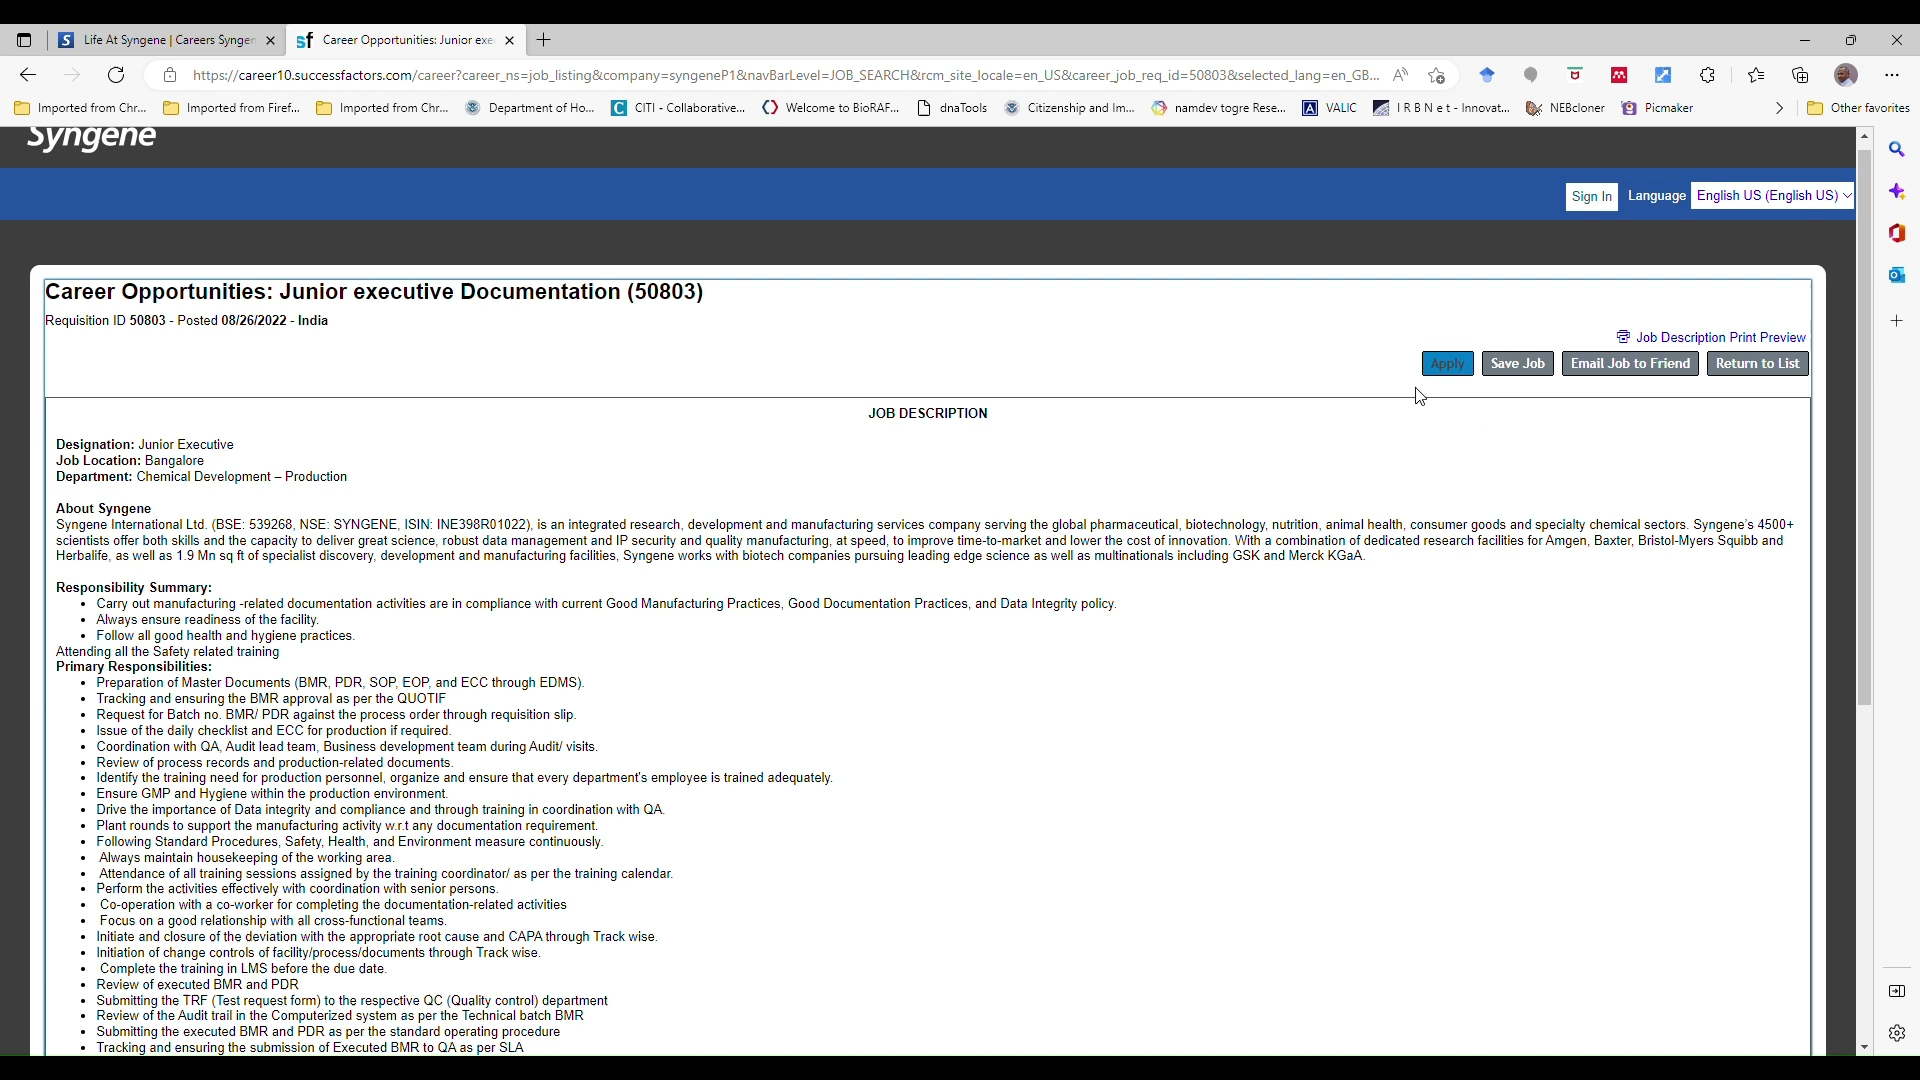 Life At Syngene | Careers Syngen
sf Career Opportunities: Junior exe
https://career10.successfactors.com/career?career_ns=job_listing&company=syngeneP1&navBarLevel=JOB_SEARCH&rcm_site_locale=en_US&career_job_req_id=50803&selected_lang=en_GB...
Imported from Chr... Imported from Firef... Imported from Chr... Department of Ho... CITI - Collaborative... Welcome to BioRAF... dnaTools Citizenship and Im... namdev togre Rese... VALIC I R B N e t - Innovat... NEBcloner Picmaker Other favorites
Syngene
Sign In Language English US (English US)
Career Opportunities: Junior executive Documentation (50803)
Requisition ID 50803 - Posted 08/26/2022 - India
Job Description Print Preview
Apply Save Job Email Job to Friend Return to List
JOB DESCRIPTION
Designation: Junior Executive
Job Location: Bangalore
Department: Chemical Development – Production
About Syngene
Syngene International Ltd. (BSE: 539268, NSE: SYNGENE, ISIN: INE398R01022), is an integrated research, development and manufacturing services company serving the global pharmaceutical, biotechnology, nutrition, animal health, consumer goods and specialty chemical sectors. Syngene's 4500+
scientists offer both skills and the capacity to deliver great science, robust data management and IP security and quality manufacturing, at speed, to improve time-to-market and lower the cost of innovation. With a combination of dedicated research facilities for Amgen, Baxter, Bristol-Myers Squibb and
Herbalife, as well as 1.9 Mn sq ft of specialist discovery, development and manufacturing facilities, Syngene works with biotech companies pursuing leading edge science as well as multinationals including GSK and Merck KGaA.
Responsibility Summary:
• Carry out manufacturing -related documentation activities are in compliance with current Good Manufacturing Practices, Good Documentation Practices, and Data Integrity policy.
• Always ensure readiness of the facility.
• Follow all good health and hygiene practices.
Attending all the Safety related training
Primary Responsibilities:
• Preparation of Master Documents (BMR, PDR, SOP, EOP, and ECC through EDMS).
• Tracking and ensuring the BMR approval as per the QUOTIF
• Request for Batch no. BMR/ PDR against the process order through requisition slip.
• Issue of the daily checklist and ECC for production if required.
• Coordination with QA, Audit lead team, Business development team during Audit/ visits.
• Review of process records and production-related documents.
• Identify the training need for production personnel, organize and ensure that every department's employee is trained adequately.
• Ensure GMP and Hygiene within the production environment.
• Drive the importance of Data integrity and compliance and through training in coordination with QA.
• Plant rounds to support the manufacturing activity w.r.t any documentation requirement.
• Following Standard Procedures, Safety, Health, and Environment measure continuously.
• Always maintain housekeeping of the working area.
• Attendance of all training sessions assigned by the training coordinator/ as per the training calendar.
• Perform the activities effectively with coordination with senior persons.
• Co-operation with a co-worker for completing the documentation-related activities
• Focus on a good relationship with all cross-functional teams.
• Initiate and closure of the deviation with the appropriate root cause and CAPA through Track wise.
• Initiation of change controls of facility/process/documents through Track wise.
• Complete the training in LMS before the due date.
• Review of executed BMR and PDR
• Submitting the TRF (Test request form) to the respective QC (Quality control) department
• Review of the Audit trail in the Computerized system as per the Technical batch BMR
• Submitting the executed BMR and PDR as per the standard operating procedure
• Tracking and ensuring the submission of Executed BMR to QA as per SLA